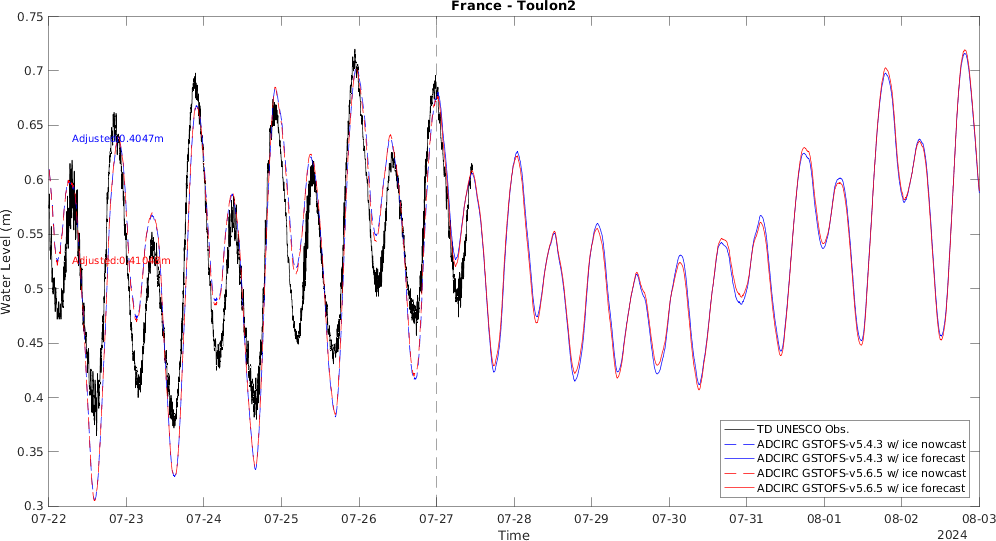 France - Toulon2
Water Level (m)
0.75
0.7
0.65
0.6
0.55
0.5
0.45
0.4
0.35
0.3
Adjusted:0.4047m
07-22
07-23
07-24
07-25
07-26
07-27
07-28
07-29
07-30
07-31
08-01
08-02
08-03
Time
2024
TD UNESCO Obs.
ADCIRC GSTOFS-v5.4.3 w/ ice nowcast
ADCIRC GSTOFS-v5.4.3 w/ ice forecast
ADCIRC GSTOFS-v5.6.5 w/ ice nowcast
ADCIRC GSTOFS-v5.6.5 w/ ice forecast